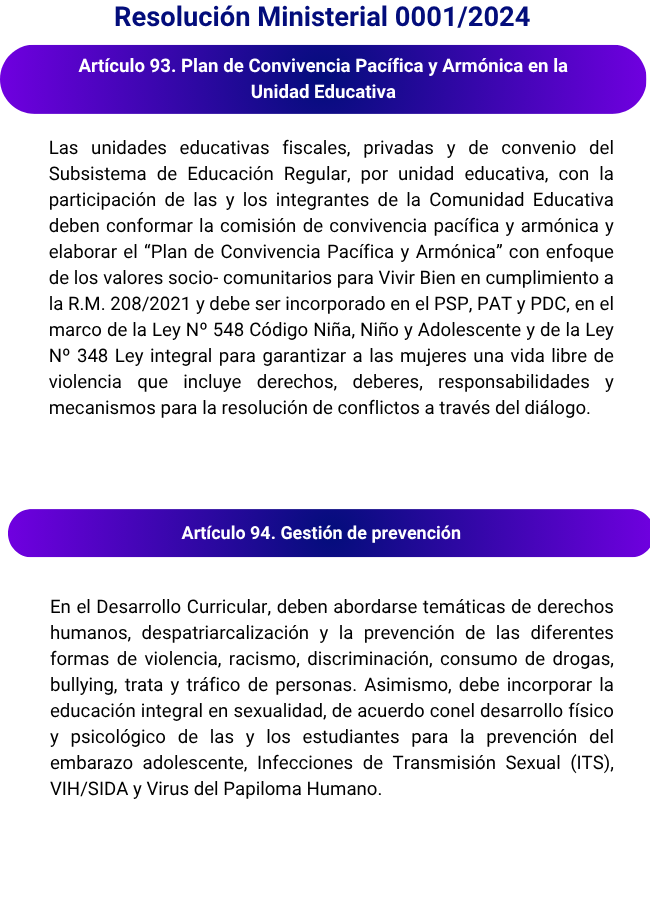 Resolución Ministerial 0001/2024
Artículo 93. Plan de Convivencia Pacífica y Armónica en la
Unidad Educativa
Las unidades educativas fiscales, privadas y de convenio del
Subsistema de Educación Regular, por unidad educativa, con la
participación de las y los integrantes de la Comunidad Educativa
deben conformar la comisión de convivencia pacífica y armónica y
elaborar el “Plan de Convivencia Pacífica y Armónica” con enfoque
de los valores socio- comunitarios para Vivir Bien en cumplimiento a
la R.M. 208/2021 y debe ser incorporado en el PSP, PAT y PDC, en el
marco de la Ley Nº 548 Código Niña, Niño y Adolescente y de la Ley
Nº 348 Ley integral para garantizar a las mujeres una vida libre de
violencia que incluye derechos, deberes, responsabilidades y
mecanismos para la resolución de conflictos a través del diálogo.
Artículo 94. Gestión de prevención
En el Desarrollo Curricular, deben abordarse temáticas de derechos
humanos, despatriarcalización y la prevención de las diferentes
formas de violencia, racismo, discriminación, consumo de drogas,
bullying, trata y tráfico de personas. Asimismo, debe incorporar la
educación integral en sexualidad, de acuerdo conel desarrollo físico
y psicológico de las y los estudiantes para la prevención del
embarazo adolescente, Infecciones de Transmisión Sexual (ITS),
VIH/SIDA y Virus del Papiloma Humano.